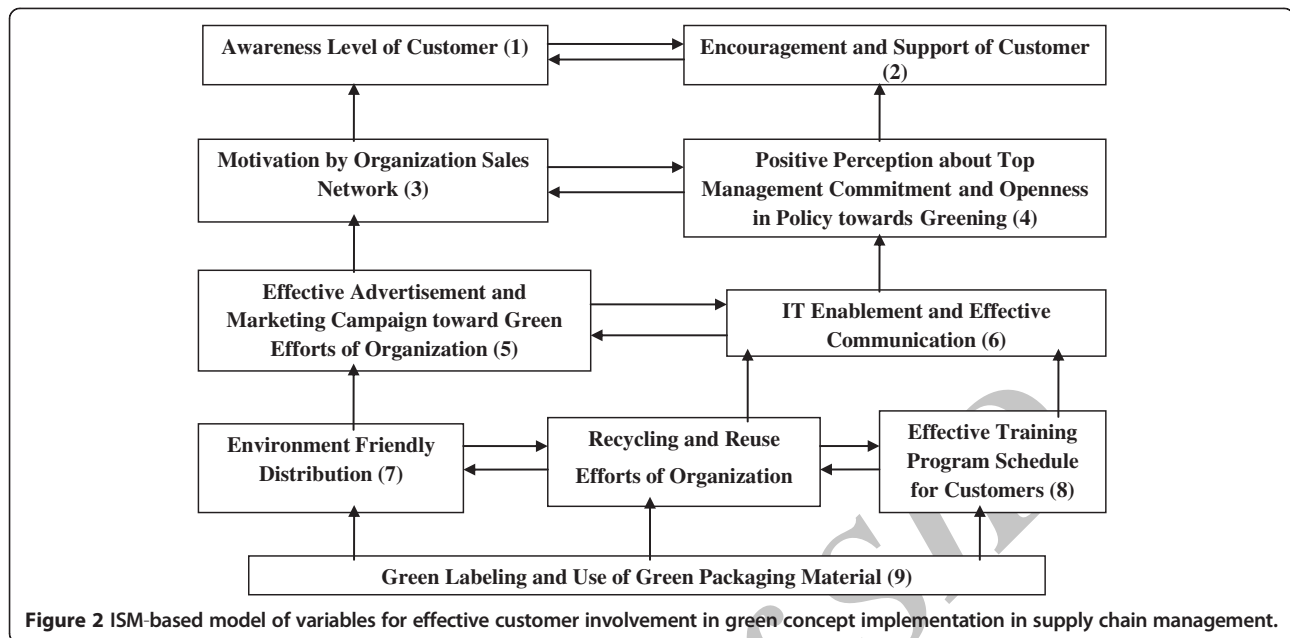 Awareness Level of Customer (1)
Encouragement and Support of Customer
(2)
Motivation by Organization Sales
Network (3)
Positive Perception about Top
Management Commitment and Openness
in Policy towards Greening (4)
Effective Advertisement and
Marketing Campaign toward Green
Efforts of Organization (5)
IT Enablement and Effective
Communication (6)
Environment Friendly
Distribution (7)
Recycling and Reuse
Efforts of Organization
Effective Training
Program Schedule
for Customers (8)
Green Labeling and Use of Green Packaging Material (9)
Figure 2 ISM-based model of variables for effective customer involvement in green concept implementation in supply chain management.